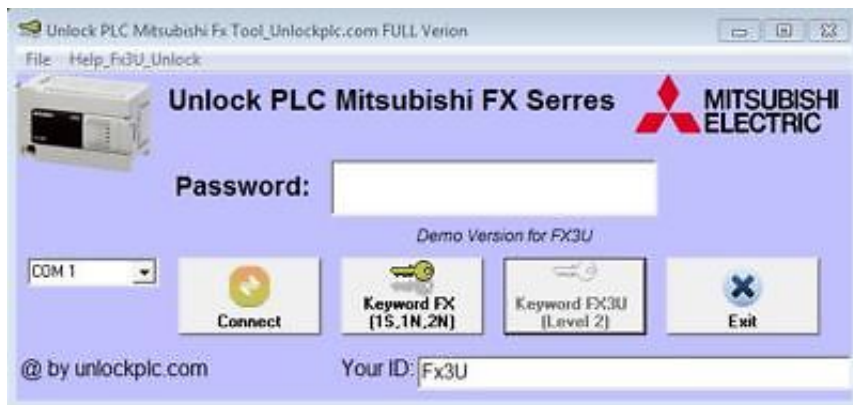 Unlock PLC Mitsubishi Fx Tool_Unlockplc.com FULL Verion
File Help_Fx3U_Unlock
Unlock PLC Mitsubishi FX Serres
MITSUBISHI
ELECTRIC
Password:
Demo Version for FX3U
COM 1
Connect
Keyword FX
(1S,1N,2N)
Keyword FX3U
(Level 2)
Exit
@ by unlockplc.com
Your ID:
Fx3U